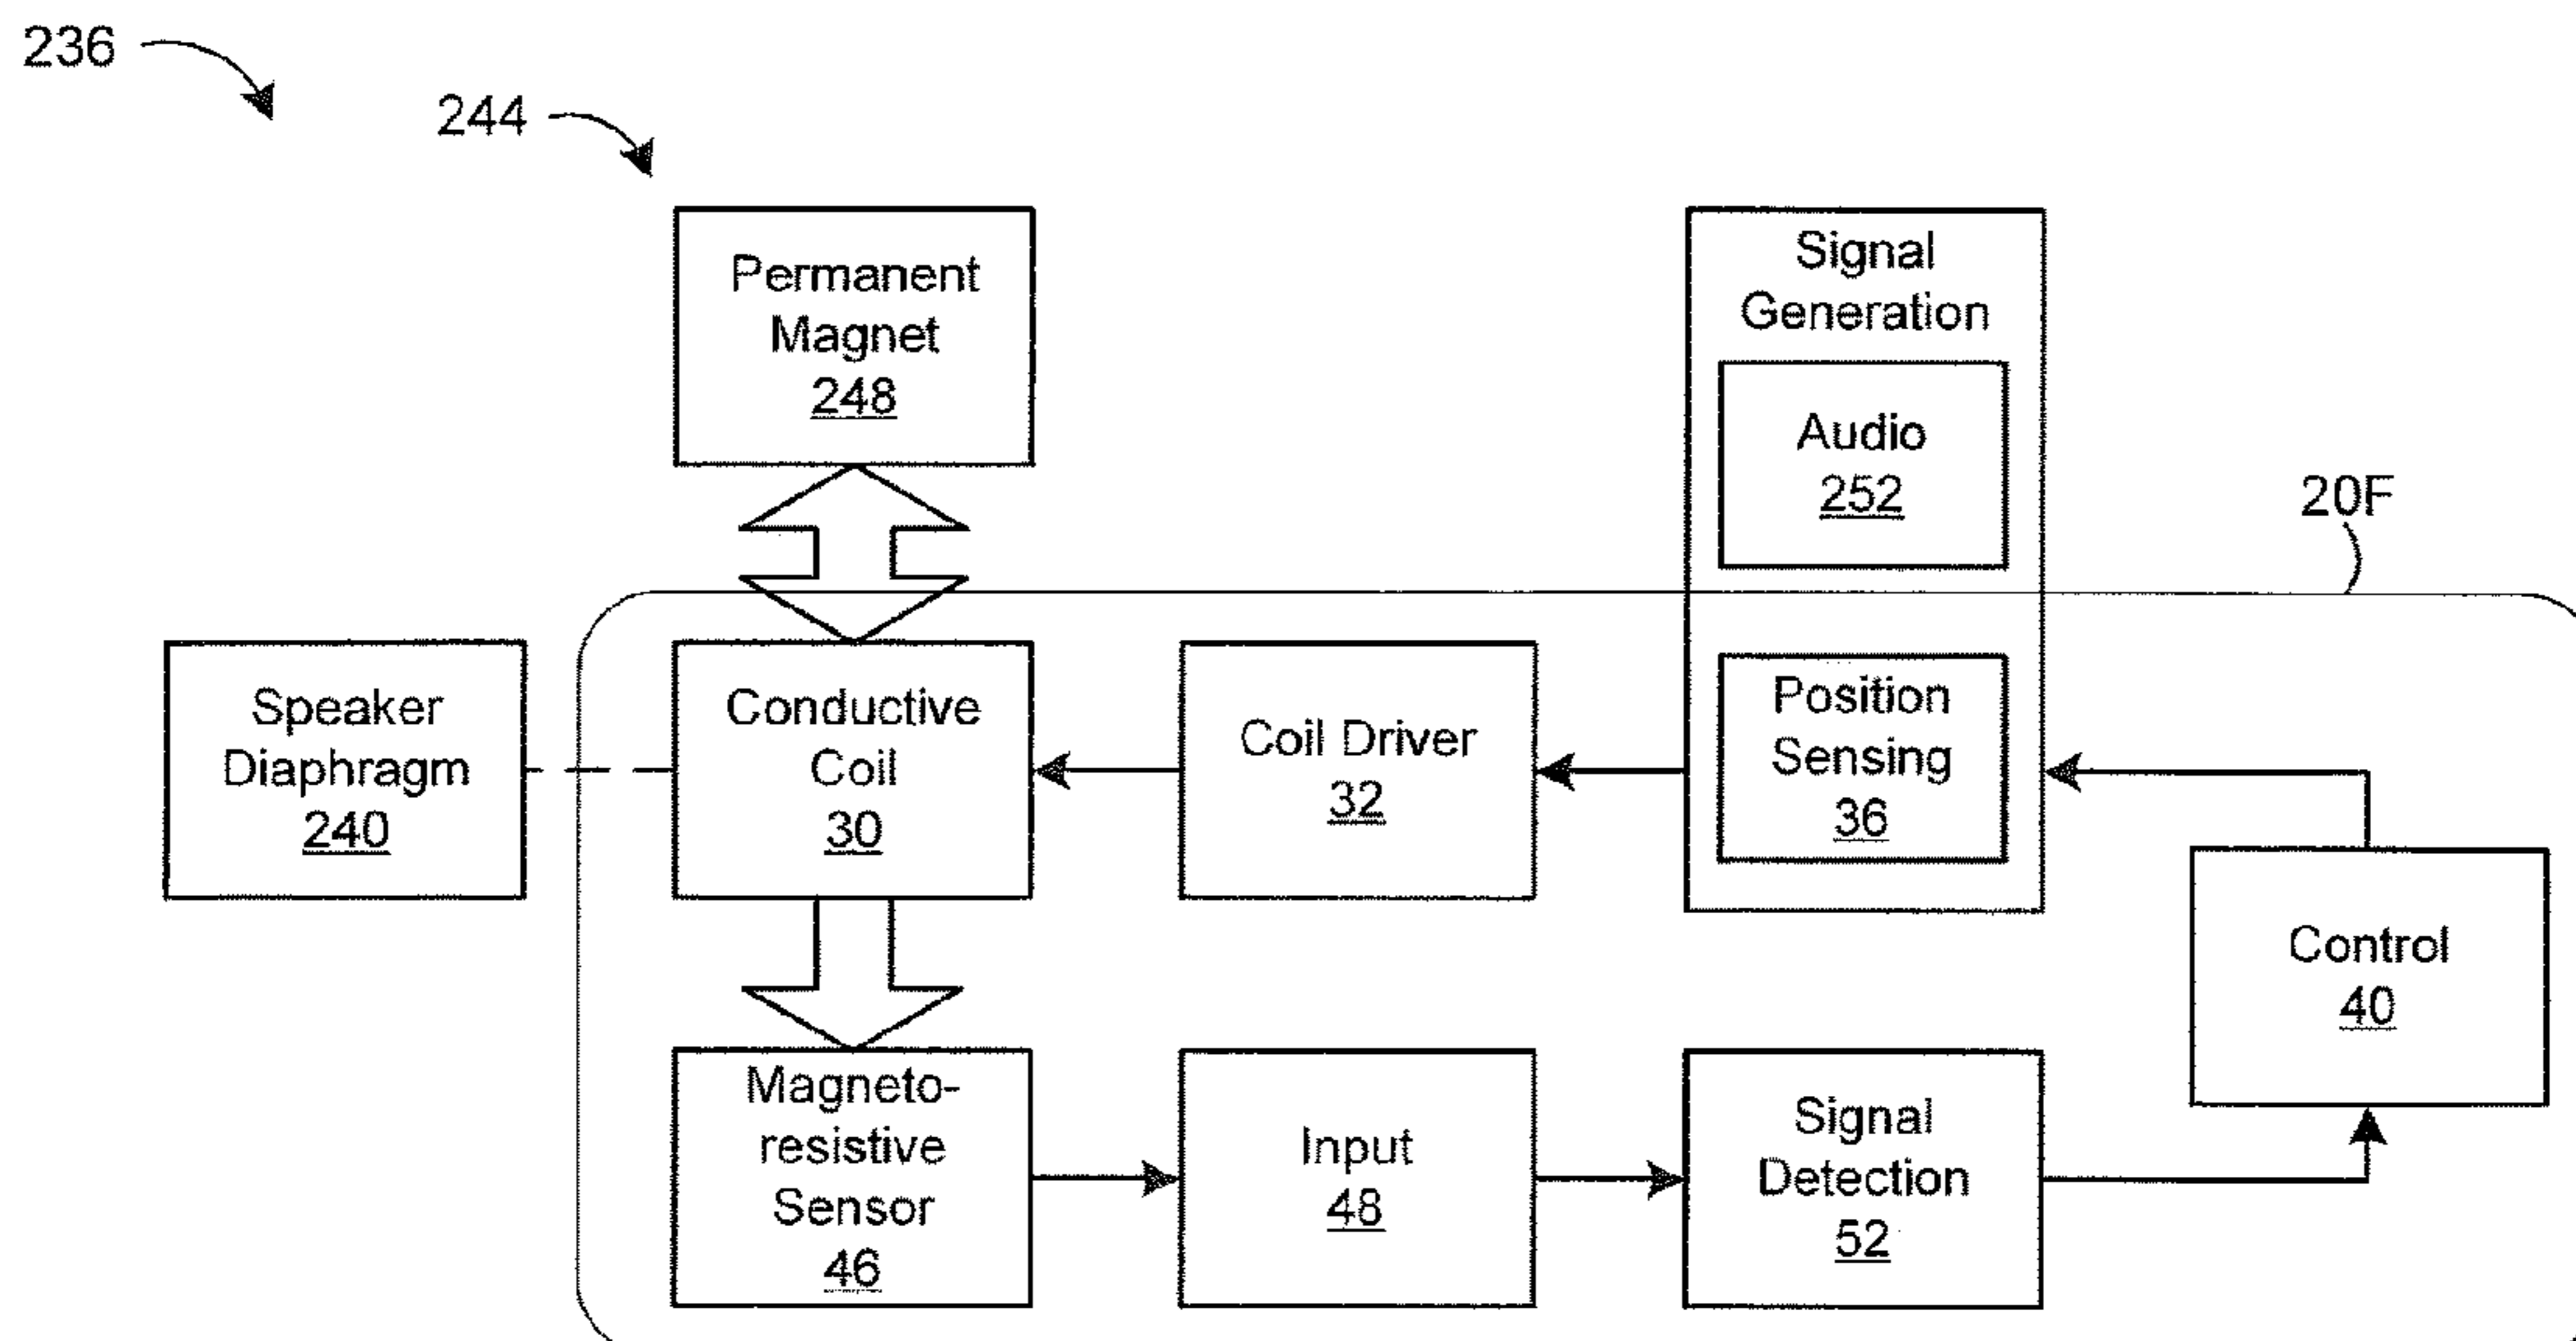 236
244
Permanent
Magnet
248
Signal
Generation
Audio
252
20F
Speaker
Diaphragm
240
Conductive
Coil
30
Coil Driver
32
Position
Sensing
36
Control
40
Magneto-
resistive
Sensor
46
Input
48
Signal
Detection
52